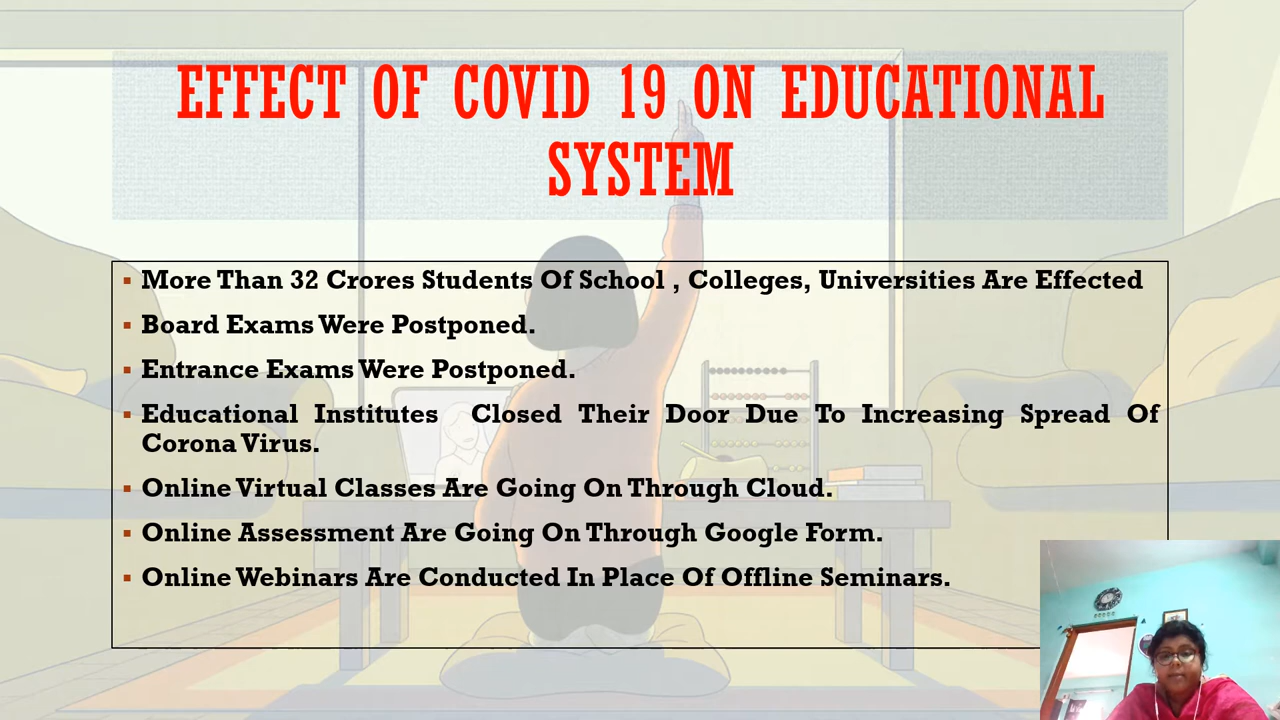 EFFECT OF COVID 19 ON EDUCATIONAL
SYSTEM
More Than 32 Crores Students Of School , Colleges, Universities Are Effected
Board Exams Were Postponed.
Entrance Exams Were Postponed.
Educational Institutes Closed Their Door Due To Increasing Spread Of
Corona Virus.
Online Virtual Classes Are Going On Through Cloud.
Online Assessment Are Going On Through Google Form.
Online Webinars Are Conducted In Place Of Offline Seminars.